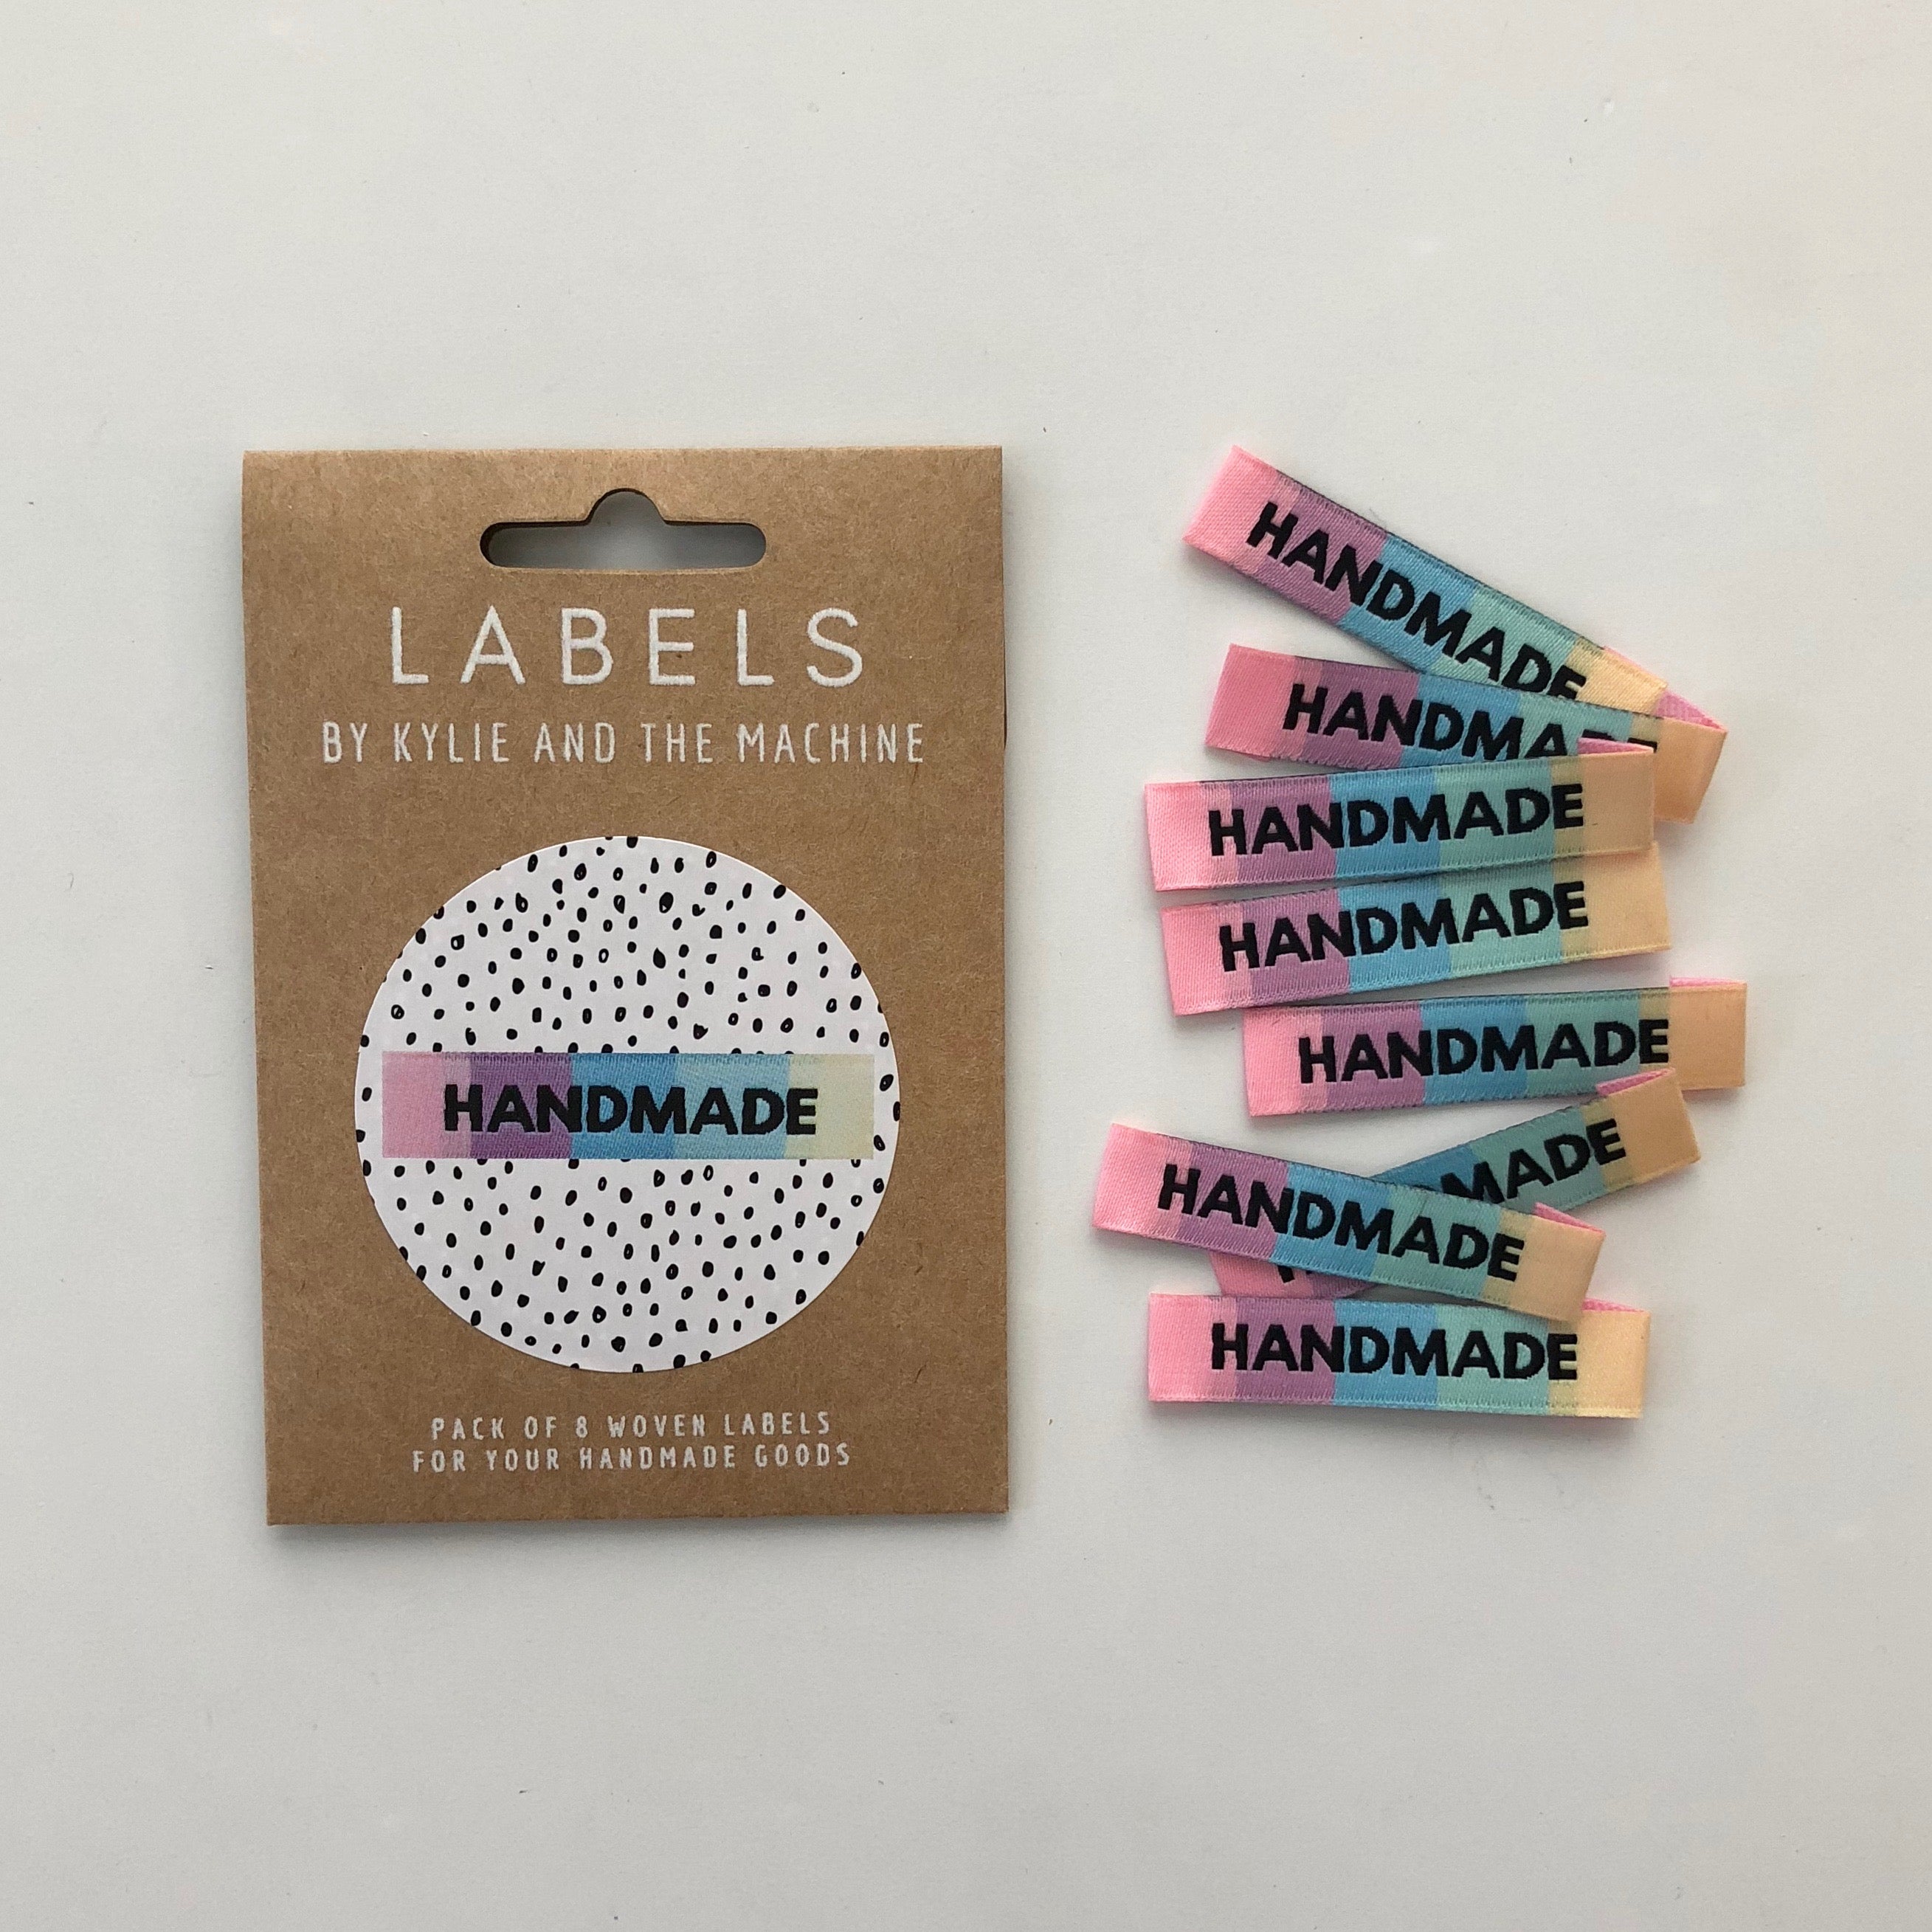 LABELS
BY KYLIE AND THE MACHINE
HANDMADE
PACK OF 8 WOVEN LABELS
FOR YOUR HANDMADE GOODS
HANDMADE
HANDMADE
HANDMADE
HANDMADE
HANDMADE
MADE
HANDMADE
HANDMADE